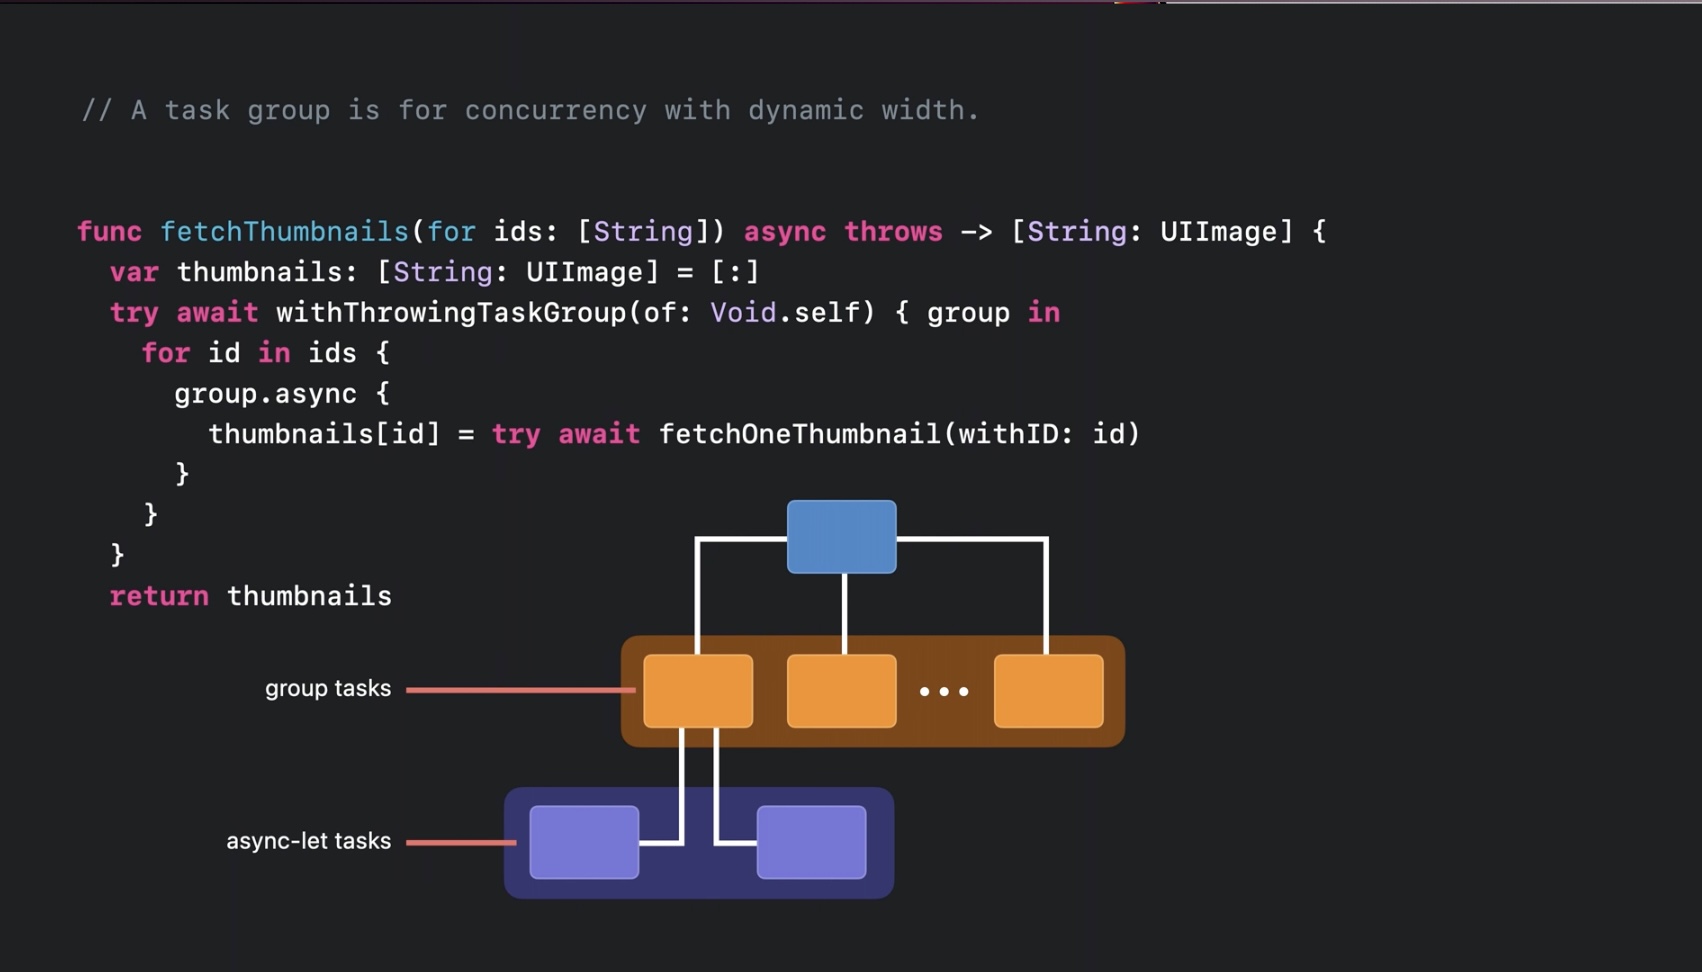 // A task group is for concurrency with dynamic width.
func fetchThumbnails(for ids: [String]) async throws -> [String: UIImage] {
var thumbnails: [String: UIImage] = [:]
try await withThrowingTaskGroup(of: Void.self) { group in
for id in ids {
group.async {
thumbnails[id] = try await fetchOneThumbnail(withID: id)
}
}
}
return thumbnails
group tasks
async-let tasks